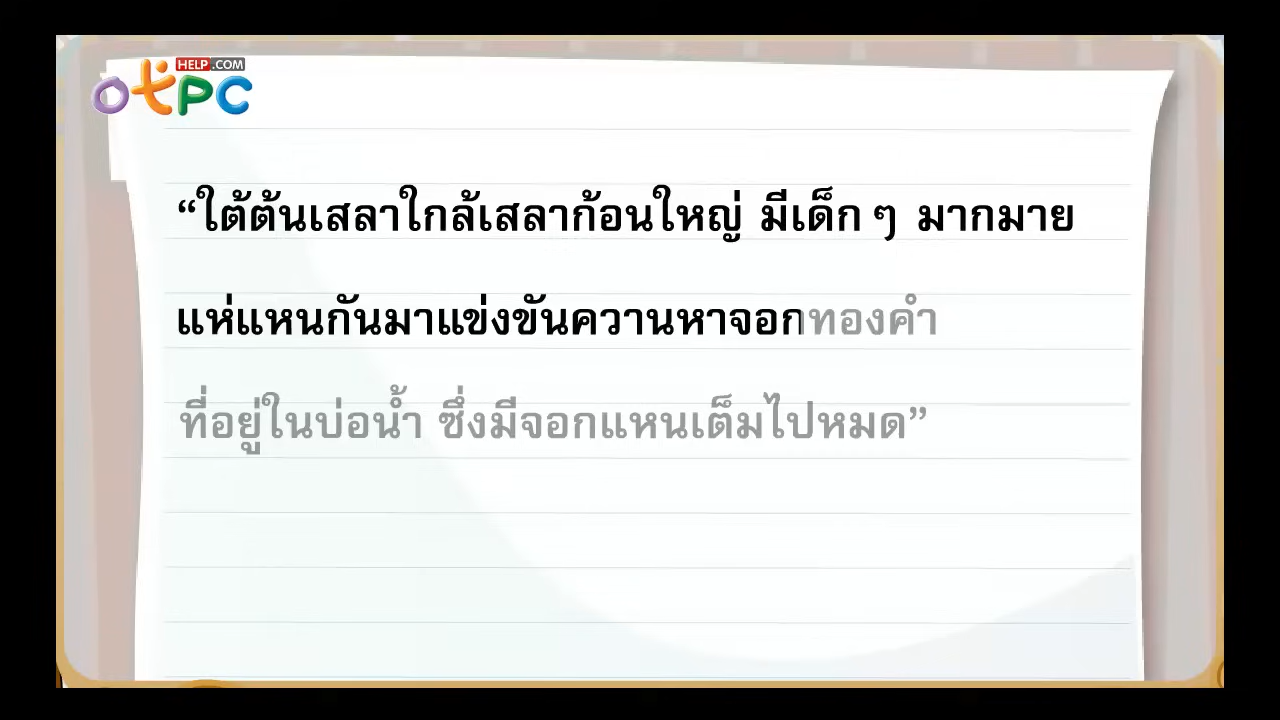 HELP.COM
OTPC
“ใต้ต้นเสลาใกล้เสลาก้อนใหญ่ มีเด็ก ๆ มากมาย
แห่แหนกันมาแข่งขันควานหาจอกทองคำ
ที่อยู่ในบ่อน้ำ ซึ่งมีจอกแหนเต็มไปหมด”